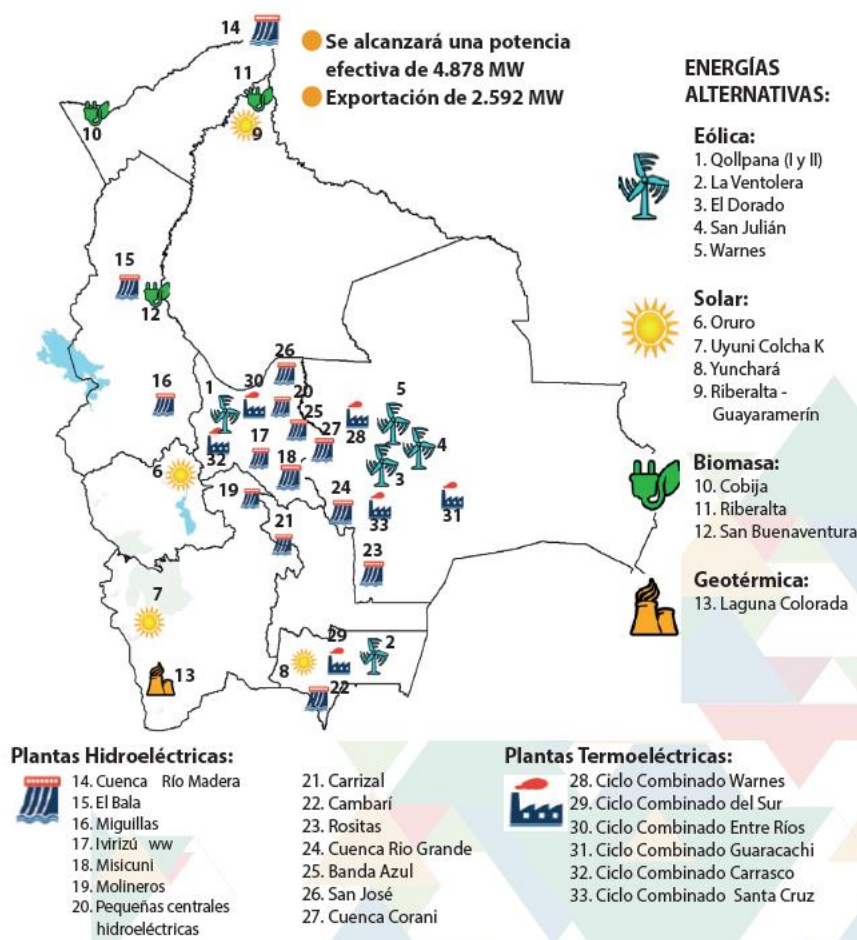 14
Se alcanzará una potencia
efectiva de 4.878 MW
Exportación de 2.592 MW
11
9
10
15
12
16
1
30
26
20
25
27
28
5
4
3
32
17
18
6
19
24
33
31
21
23
7
13
29
2
8
22
ENERGÍAS
ALTERNATIVAS:
Eólica:
1. Qollpana (I y II)
2. La Ventolera
3. El Dorado
4. San Julián
5. Warnes
Solar:
6. Oruro
7. Uyuni Colcha K
8. Yunchará
9. Riberalta -
Guayaramerín
Biomasa:
10. Cobija
11. Riberalta
12. San Buenaventura
Geotérmica:
13. Laguna Colorada
Plantas Hidroeléctricas:
14. Cuenca Río Madera
15. El Bala
16. Miguillas
17. Ivirizú ww
18. Misicuni
19. Molineros
20. Pequeñas centrales
hidroeléctricas
21. Carrizal
22. Cambarí
23. Rositas
24. Cuenca Rio Grande
25. Banda Azul
26. San José
27. Cuenca Corani
Plantas Termoeléctricas:
28. Ciclo Combinado Warnes
29. Ciclo Combinado del Sur
30. Ciclo Combinado Entre Ríos
31. Ciclo Combinado Guaracachi
32. Ciclo Combinado Carrasco
33. Ciclo Combinado Santa Cruz